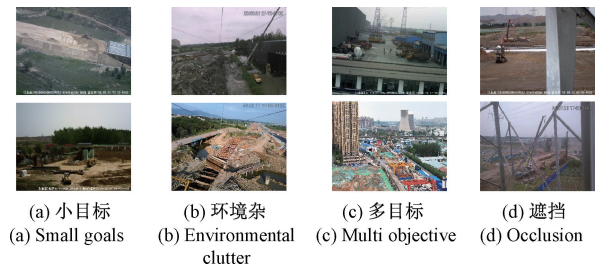 (a) 小目标
(b) 环境杂
(c) 多目标
(d) 遮挡
(a) Small goals
(b) Environmental
clutter
(c) Multi objective
(d) Occlusion